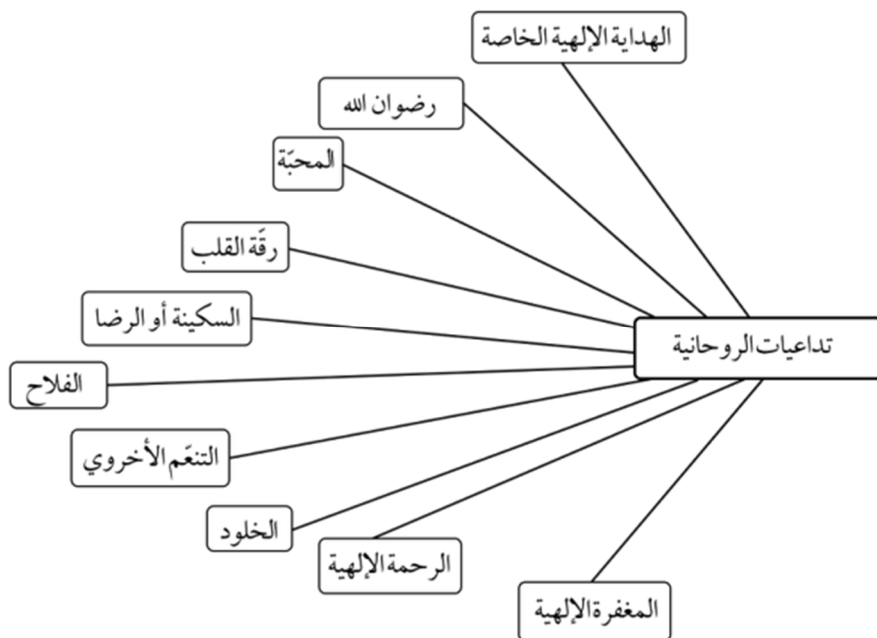 الهداية الإلهية الخاصة
رضوان الله
المحبّة
رقّة القلب
السكينة أو الرضا
تداعيات الروحانية
الفلاح
التنعّم الأخروي
الخلود
الرحمة الإلهية
المغفرة الإلهية